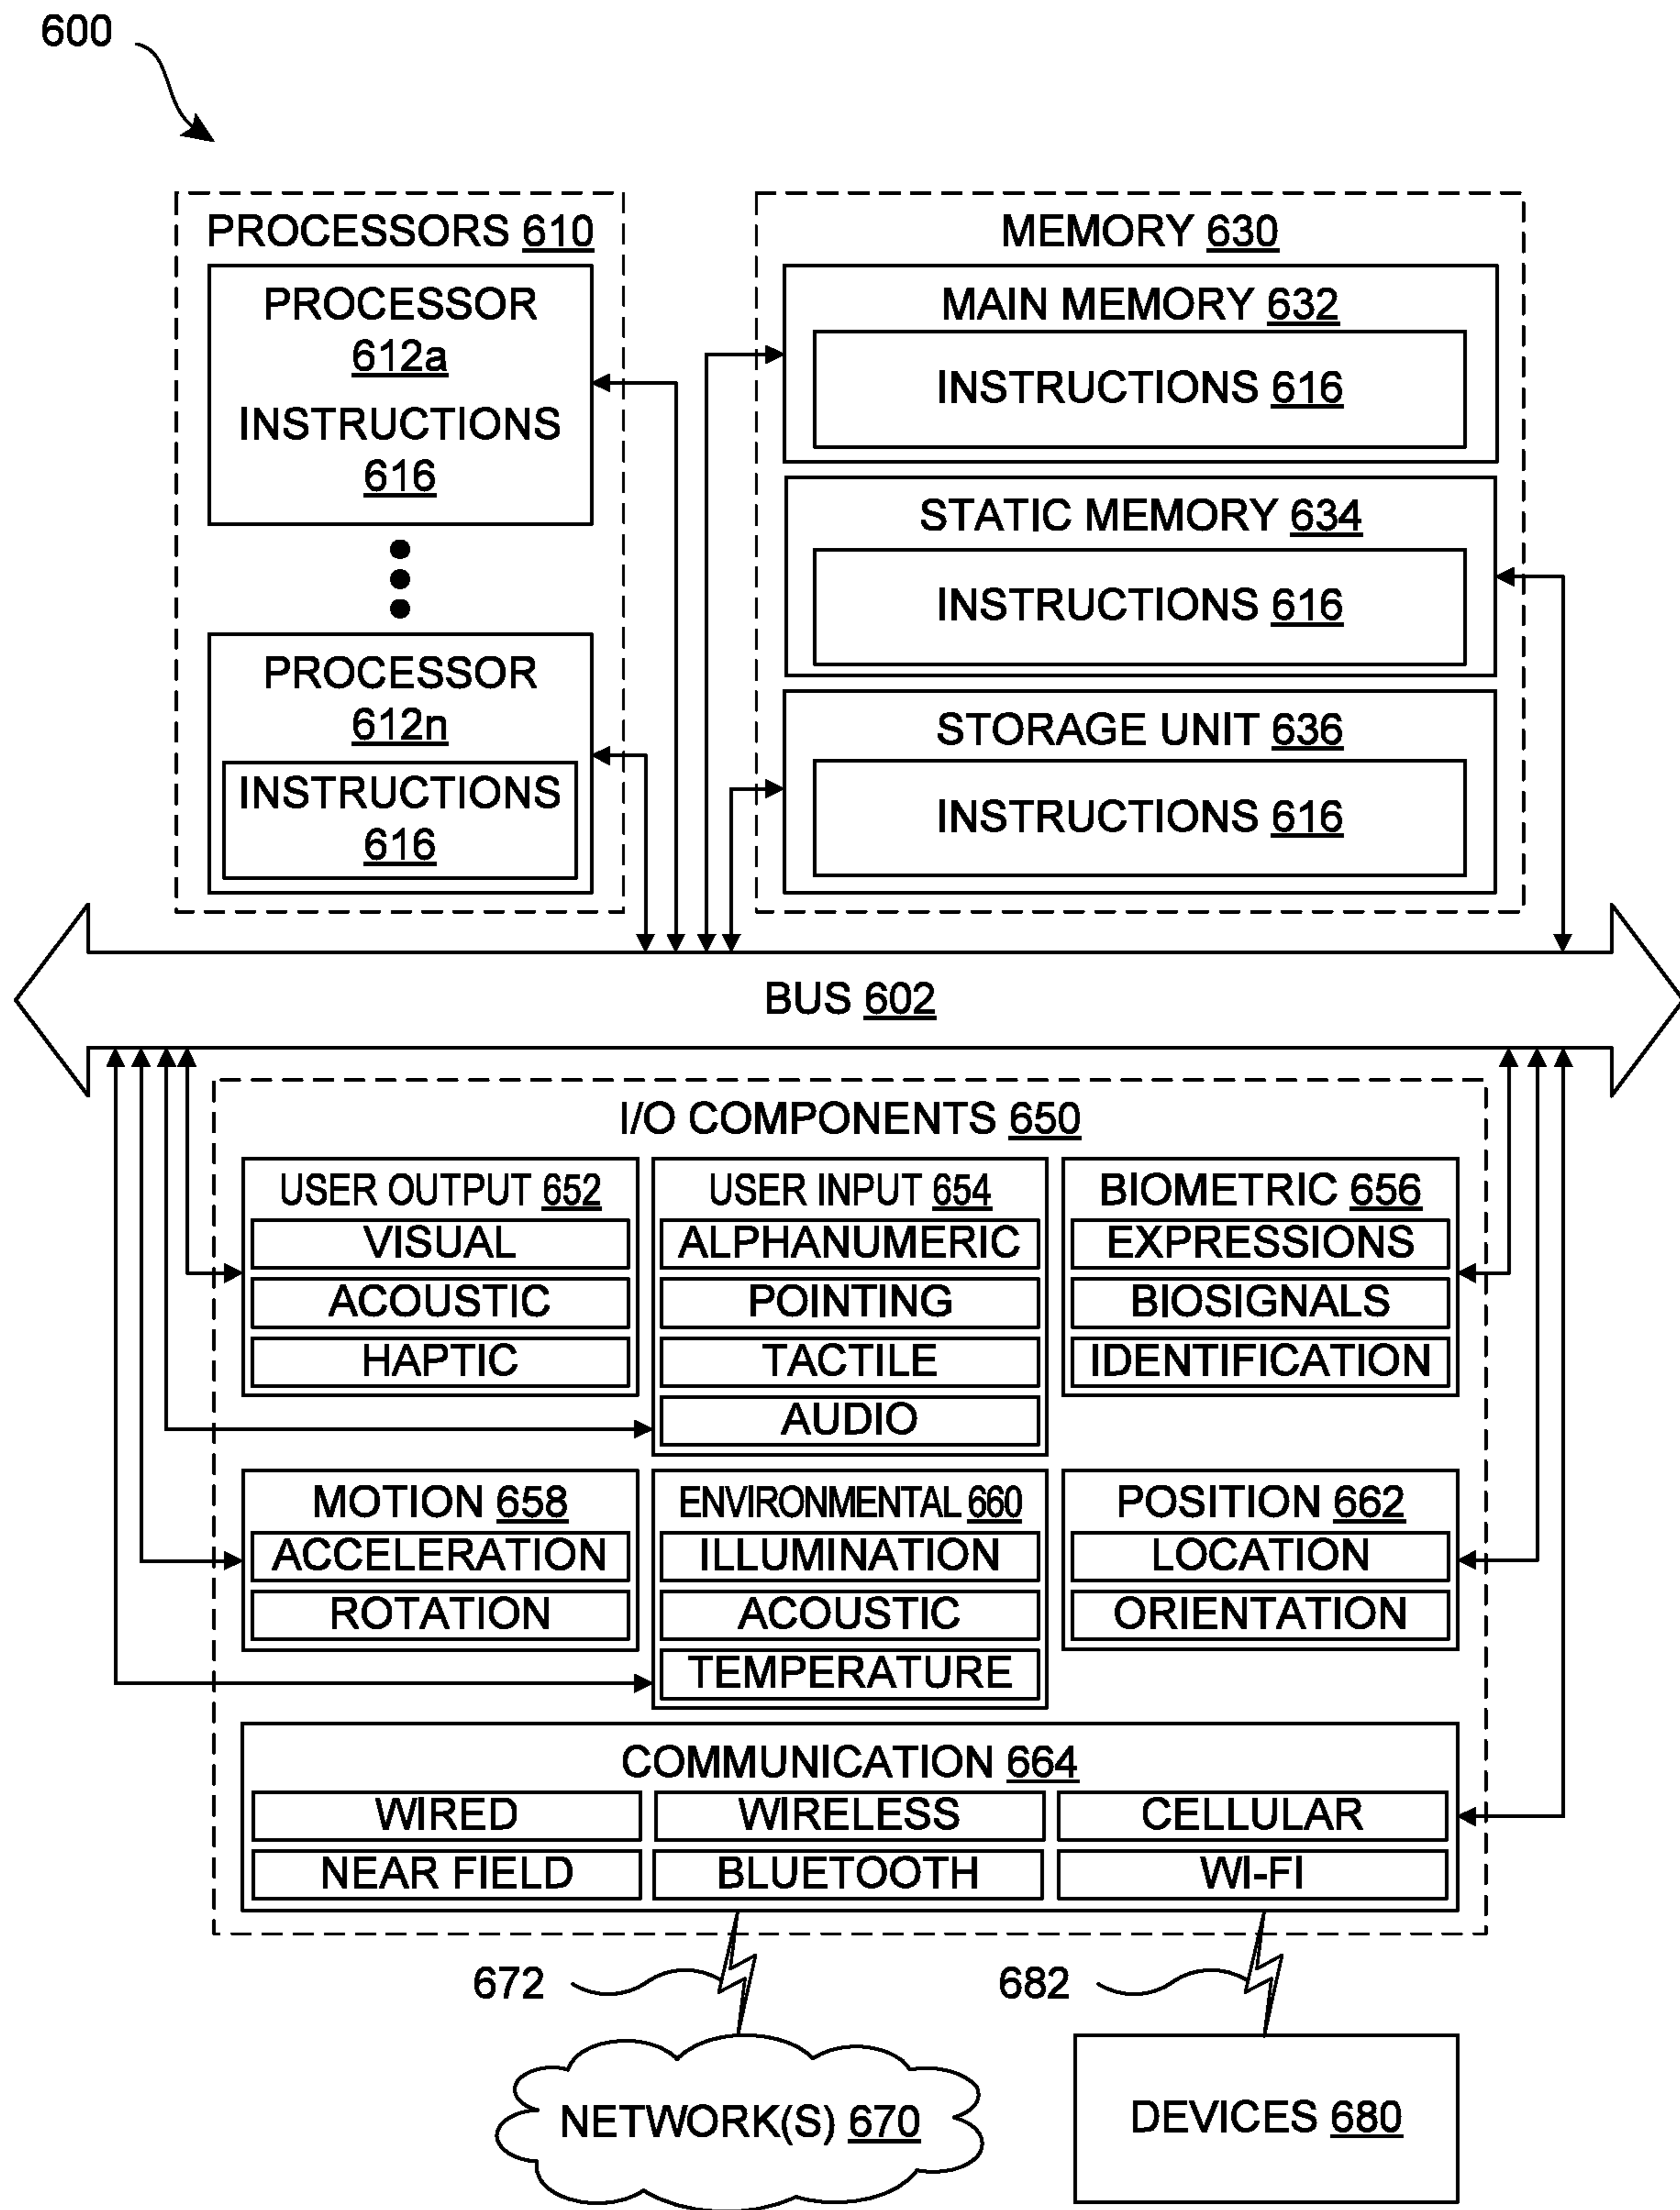 600
PROCESSORS 610
PROCESSOR
612a
INSTRUCTIONS
616
PROCESSOR
612n
INSTRUCTIONS
616
MEMORY 630
MAIN MEMORY 632
INSTRUCTIONS 616
STATIC MEMORY 634
INSTRUCTIONS 616
STORAGE UNIT 636
INSTRUCTIONS 616
BUS 602
I/O COMPONENTS 650
USER OUTPUT 652
VISUAL
ACOUSTIC
HAPTIC
USER INPUT 654
ALPHANUMERIC
POINTING
TACTILE
AUDIO
BIOMETRIC 656
EXPRESSIONS
BIOSIGNALS
IDENTIFICATION
MOTION 658
ACCELERATION
ROTATION
ENVIRONMENTAL 660
ILLUMINATION
ACOUSTIC
TEMPERATURE
POSITION 662
LOCATION
ORIENTATION
COMMUNICATION 664
WIRED
WIRELESS
CELLULAR
NEAR FIELD
BLUETOOTH
WI-FI
672
682
NETWORK(S) 670
DEVICES 680